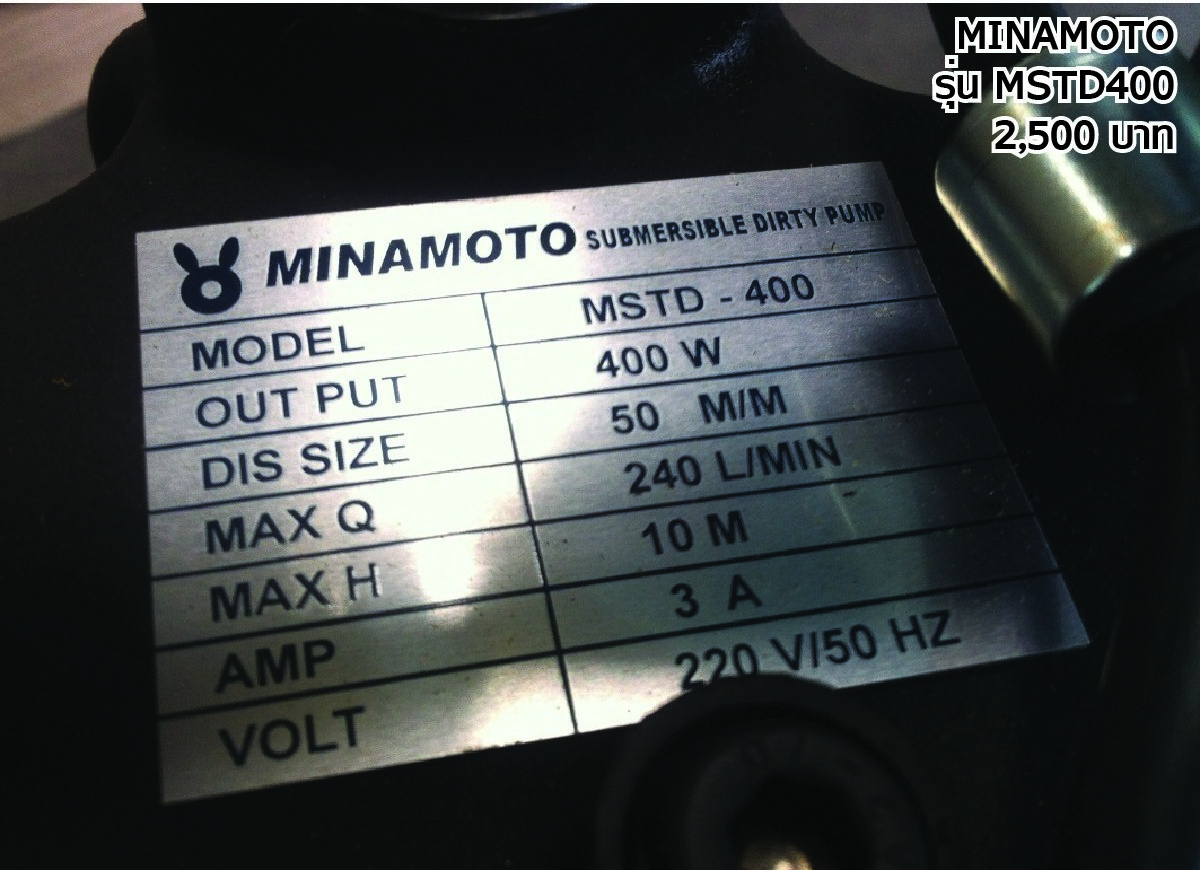 MINAMOTO
รุ่น MSTD400
2,500 บาท
MINAMOTO SUBMERSIBLE DIRTY PUMP
MODEL MSTD - 400
OUT PUT 400 W
DIS SIZE 50 M/M
MAX Q 240 L/MIN
MAX H 10 M
AMP 3 A
VOLT 220 V/50 HZ